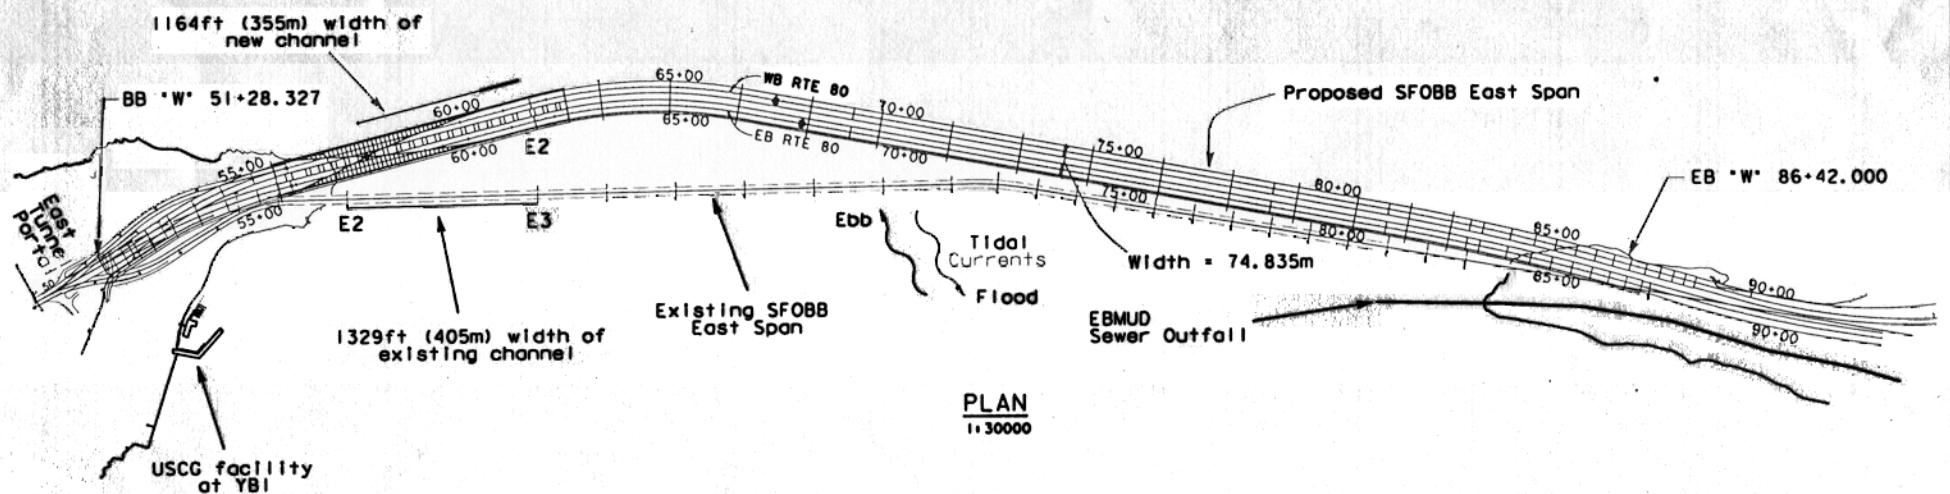 1164ft (355m) width of
new channel
BB "W" 51+28.327
60+00
65+00
WB RTE 80
70+00
Proposed SFOBB East Span
65+00
EB RTE 80
70+00
E2
60+00
55+00
75+00
80+00
EB "W" 86+42.000
East
Tunnel
Portal
50
55+00
E2
E3
Ebb
Tidal
Currents
Flood
75+00
80+00
85+00
Width = 74.835m
85+00
90+00
90+00
Existing SFOBB
East Span
1329ft (405m) width of
existing channel
EBMUD
Sewer Outfall
PLAN
1:30000
USCG facility
at YBI